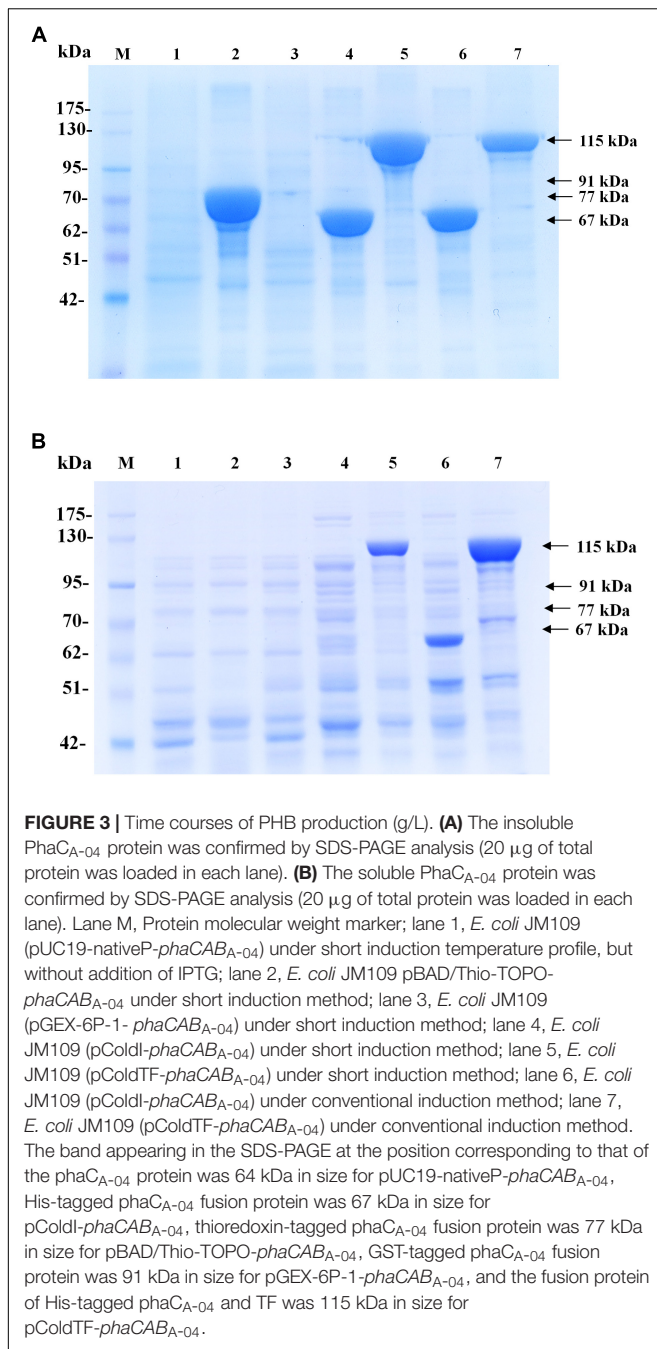 A
kDa M 1 2 3 4 5 6 7
175-
130-
115 kDa
95-
91 kDa
70-
77 kDa
62-
67 kDa
51-
42-
B
kDa M 1 2 3 4 5 6 7
175-
130-
115 kDa
95-
91 kDa
77 kDa
70-
67 kDa
62-
51-
42-
FIGURE 3 | Time courses of PHB production (g/L). (A) The insoluble
PhaCA-04 protein was confirmed by SDS-PAGE analysis (20 μg of total
protein was loaded in each lane). (B) The soluble PhaCA-04 protein was
confirmed by SDS-PAGE analysis (20 μg of total protein was loaded in each
lane). Lane M, Protein molecular weight marker; lane 1, E. coli JM109
(pUC19-nativeP-phaCABA-04) under short induction temperature profile, but
without addition of IPTG; lane 2, E. coli JM109 pBAD/Thio-TOPO-
phaCABA-04 under short induction method; lane 3, E. coli JM109
(pGEX-6P-1- phaCABA-04) under short induction method; lane 4, E. coli
JM109 (pColdI-phaCABA-04) under short induction method; lane 5, E. coli
JM109 (pColdTF-phaCABA-04) under short induction method; lane 6, E. coli
JM109 (pColdI-phaCABA-04) under conventional induction method; lane 7,
E. coli JM109 (pColdTF-phaCABA-04) under conventional induction method.
The band appearing in the SDS-PAGE at the position corresponding to that of
the phaCA-04 protein was 64 kDa in size for pUC19-nativeP-phaCABA-04,
His-tagged phaCA-04 fusion protein was 67 kDa in size for
pColdI-phaCABA-04, thioredoxin-tagged phaCA-04 fusion protein was 77 kDa
in size for pBAD/Thio-TOPO-phaCABA-04, GST-tagged phaCA-04 fusion
protein was 91 kDa in size for pGEX-6P-1-phaCABA-04, and the fusion protein
of His-tagged phaCA-04 and TF was 115 kDa in size for
pColdTF-phaCABA-04.